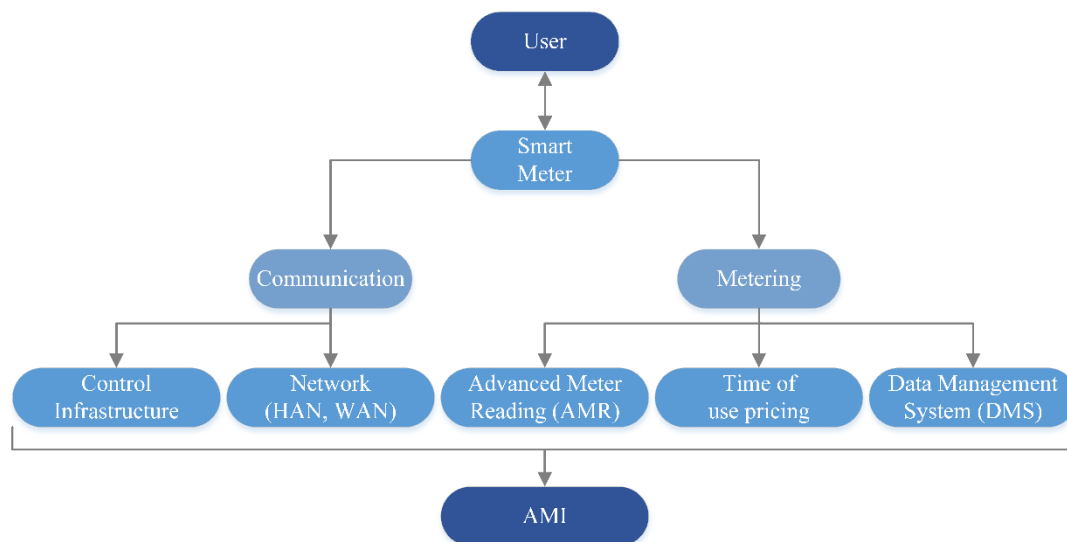 User
Smart
Meter
Communication
Metering
Control
Infrastructure
Network
(HAN, WAN)
Advanced Meter
Reading (AMR)
Time of
use pricing
Data Management
System (DMS)
AMI